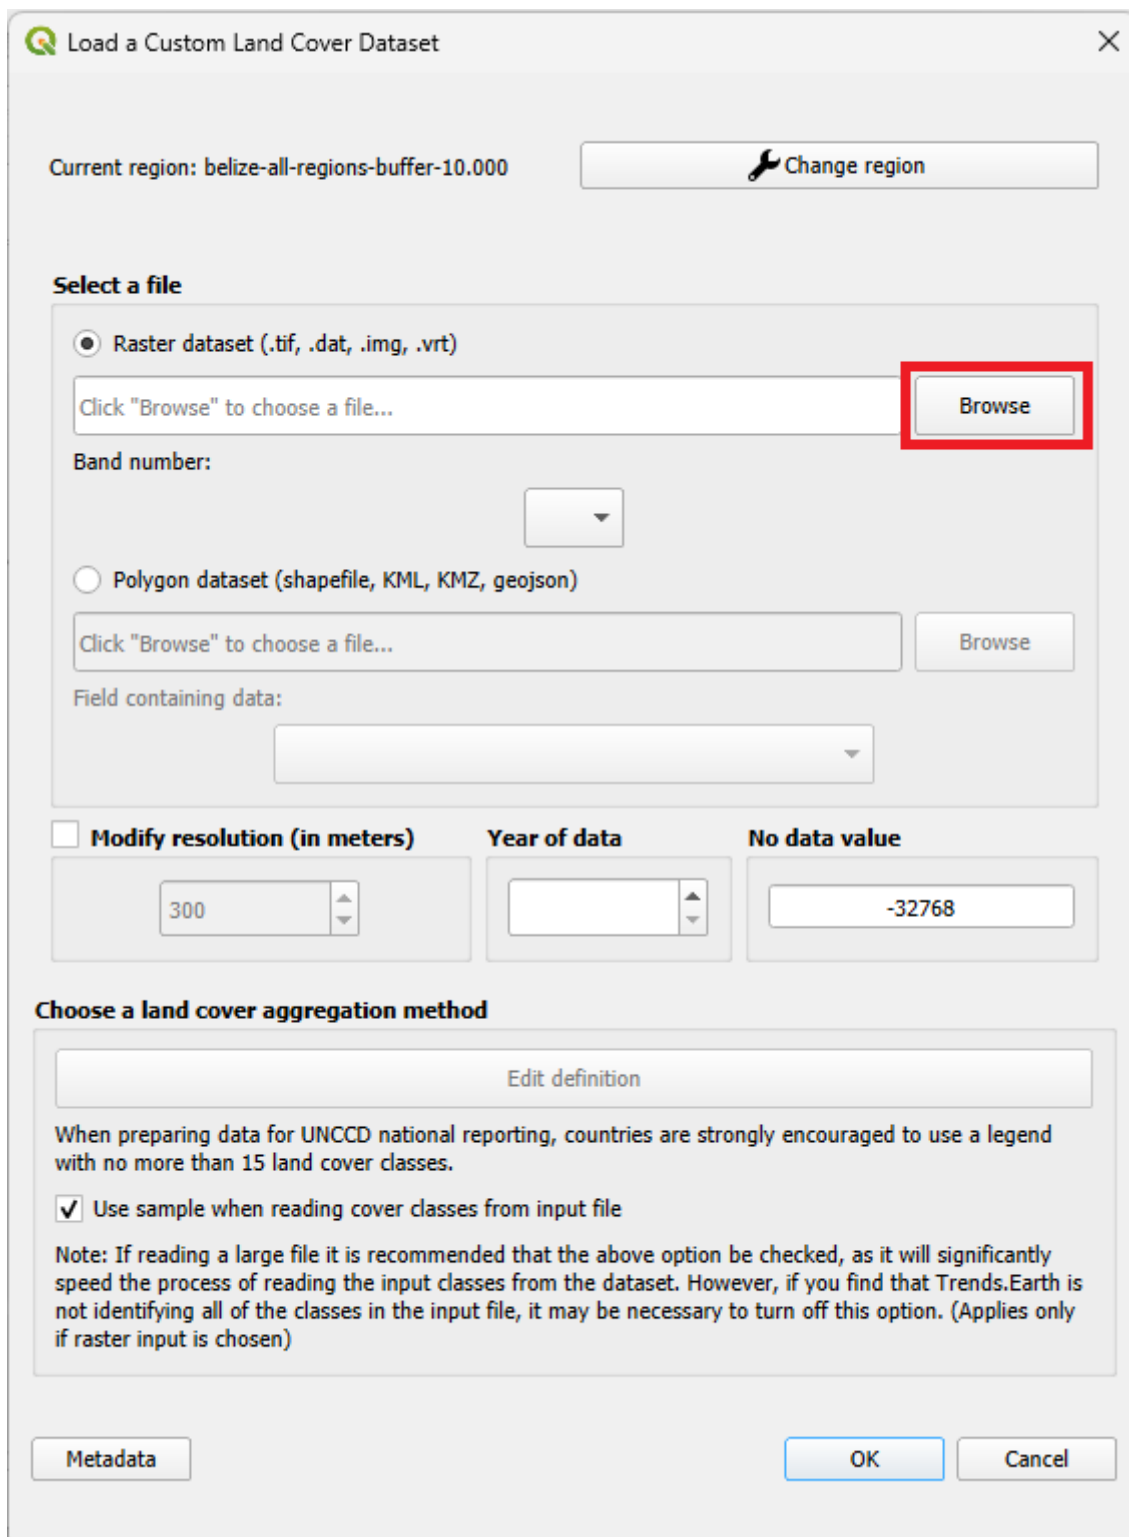 Load a Custom Land Cover Dataset
Current region: belize-all-regions-buffer-10.000
Change region
Select a file
Raster dataset (.tif, .dat, .img, .vrt)
Click "Browse" to choose a file...
Browse
Band number:
Polygon dataset (shapefile, KML, KMZ, geojson)
Click "Browse" to choose a file...
Browse
Field containing data:
Modify resolution (in meters)
Year of data
No data value
300
-32768
Choose a land cover aggregation method
Edit definition
When preparing data for UNCCD national reporting, countries are strongly encouraged to use a legend
with no more than 15 land cover classes.
Use sample when reading cover classes from input file
Note: If reading a large file it is recommended that the above option be checked, as it will significantly
speed the process of reading the input classes from the dataset. However, if you find that Trends.Earth is
not identifying all of the classes in the input file, it may be necessary to turn off this option. (Applies only
if raster input is chosen)
Metadata
OK
Cancel